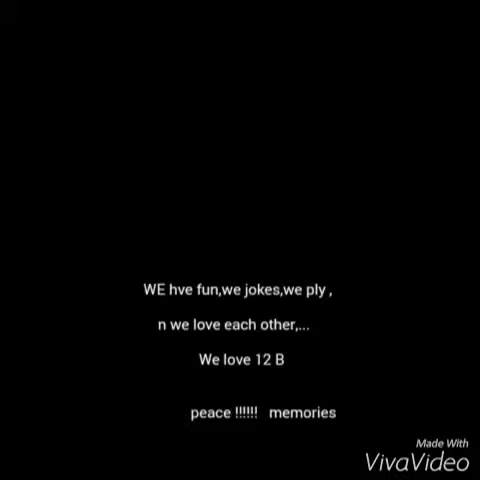 WE hve fun,we jokes,we ply ,
n we love each other,...
We love 12 B
peace !!!!!!   memories
Made With
VivaVideo